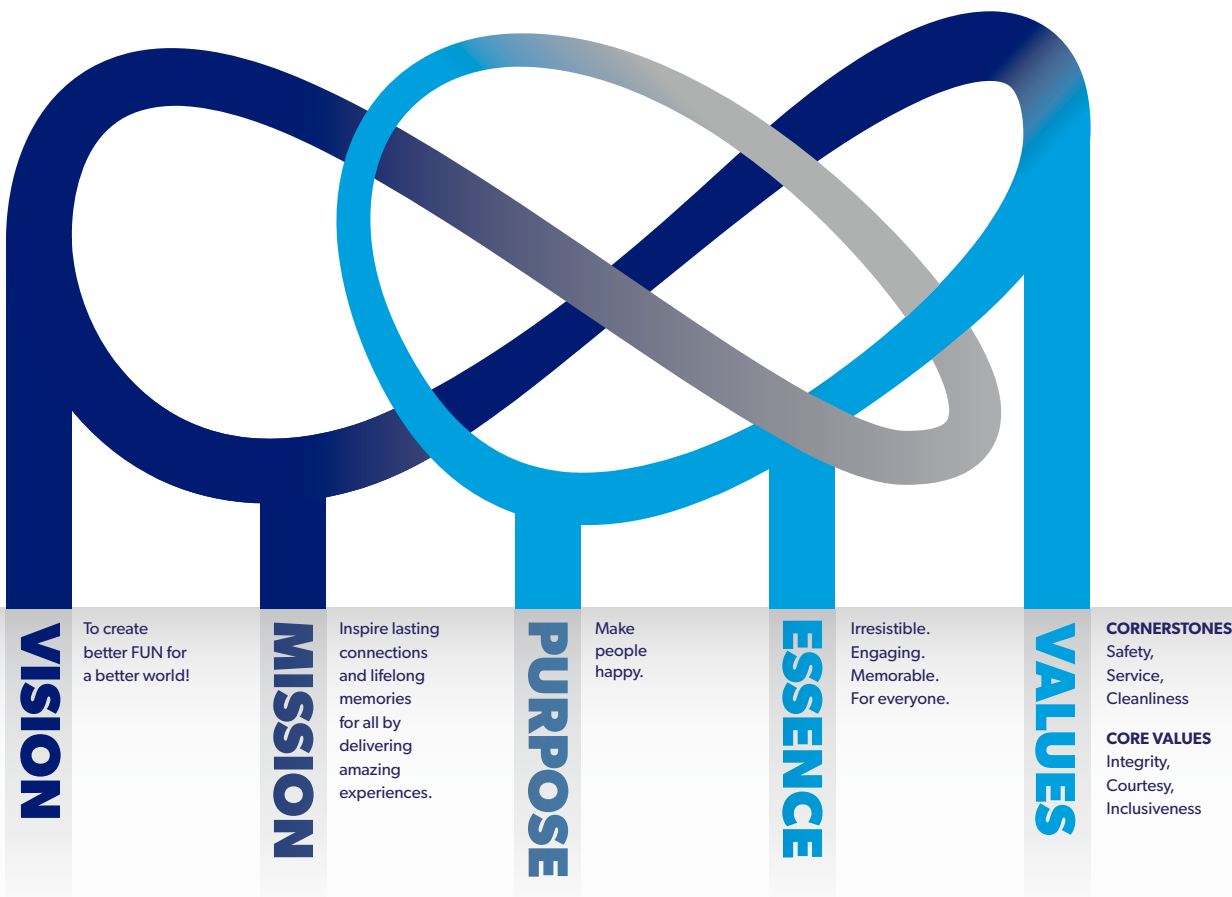 VISION
To create
better FUN for
a better world!
MISSION
Inspire lasting
connections
and lifelong
memories
for all by
delivering
amazing
experiences.
PURPOSE
Make
people
happy.
ESSENCE
Irresistible.
Engaging.
Memorable.
For everyone.
VALUES
CORNERSTONES
Safety,
Service,
Cleanliness
CORE VALUES
Integrity,
Courtesy,
Inclusiveness